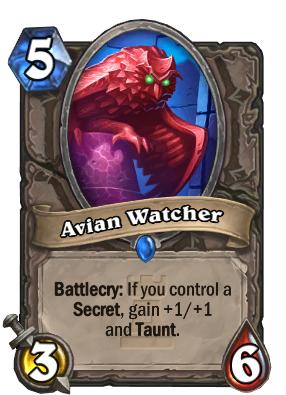 5
Avian Watcher
Battlecry: If you control a
Secret, gain +1/+1
and Taunt.
3
6